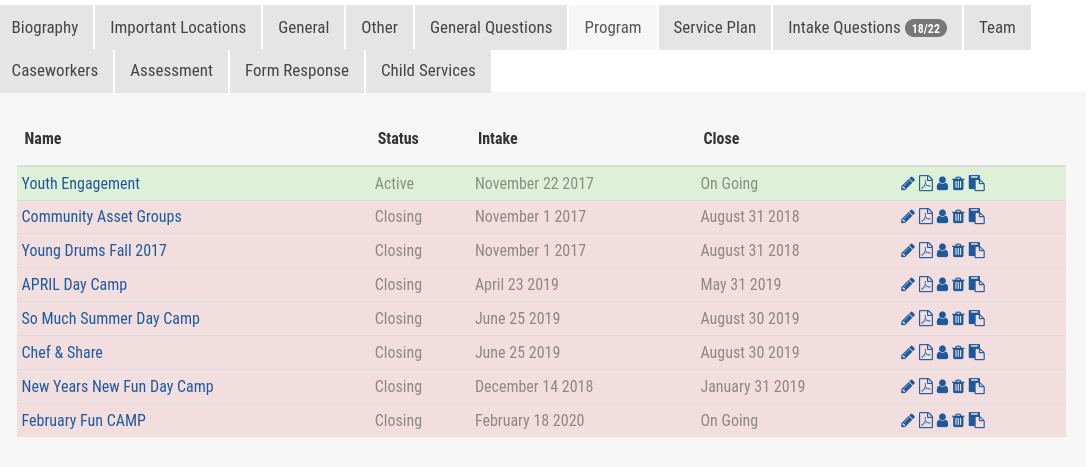 Biography Important Locations General Other General Questions Program Service Plan Intake Questions 18/22 Team
Caseworkers Assessment Form Response Child Services
Name Status Intake Close
Youth Engagement Active November 22 2017 On Going
Community Asset Groups Closing November 1 2017 August 31 2018
Young Drums Fall 2017 Closing November 1 2017 August 31 2018
APRIL Day Camp Closing April 23 2019 May 31 2019
So Much Summer Day Camp Closing June 25 2019 August 30 2019
Chef & Share Closing June 25 2019 August 30 2019
New Years New Fun Day Camp Closing December 14 2018 January 31 2019
February Fun CAMP Closing February 18 2020 On Going